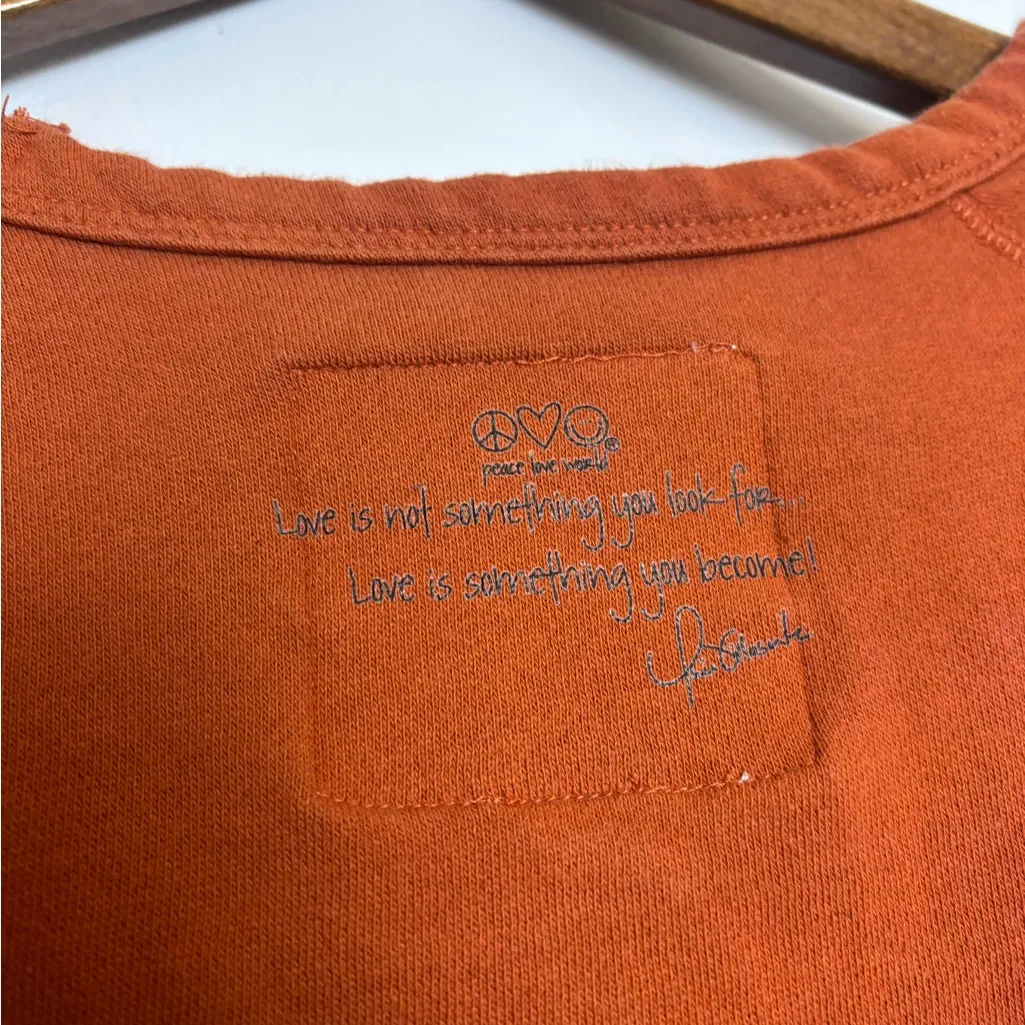 ®
peace love world
Love is not something you look for...
Love is something you become!